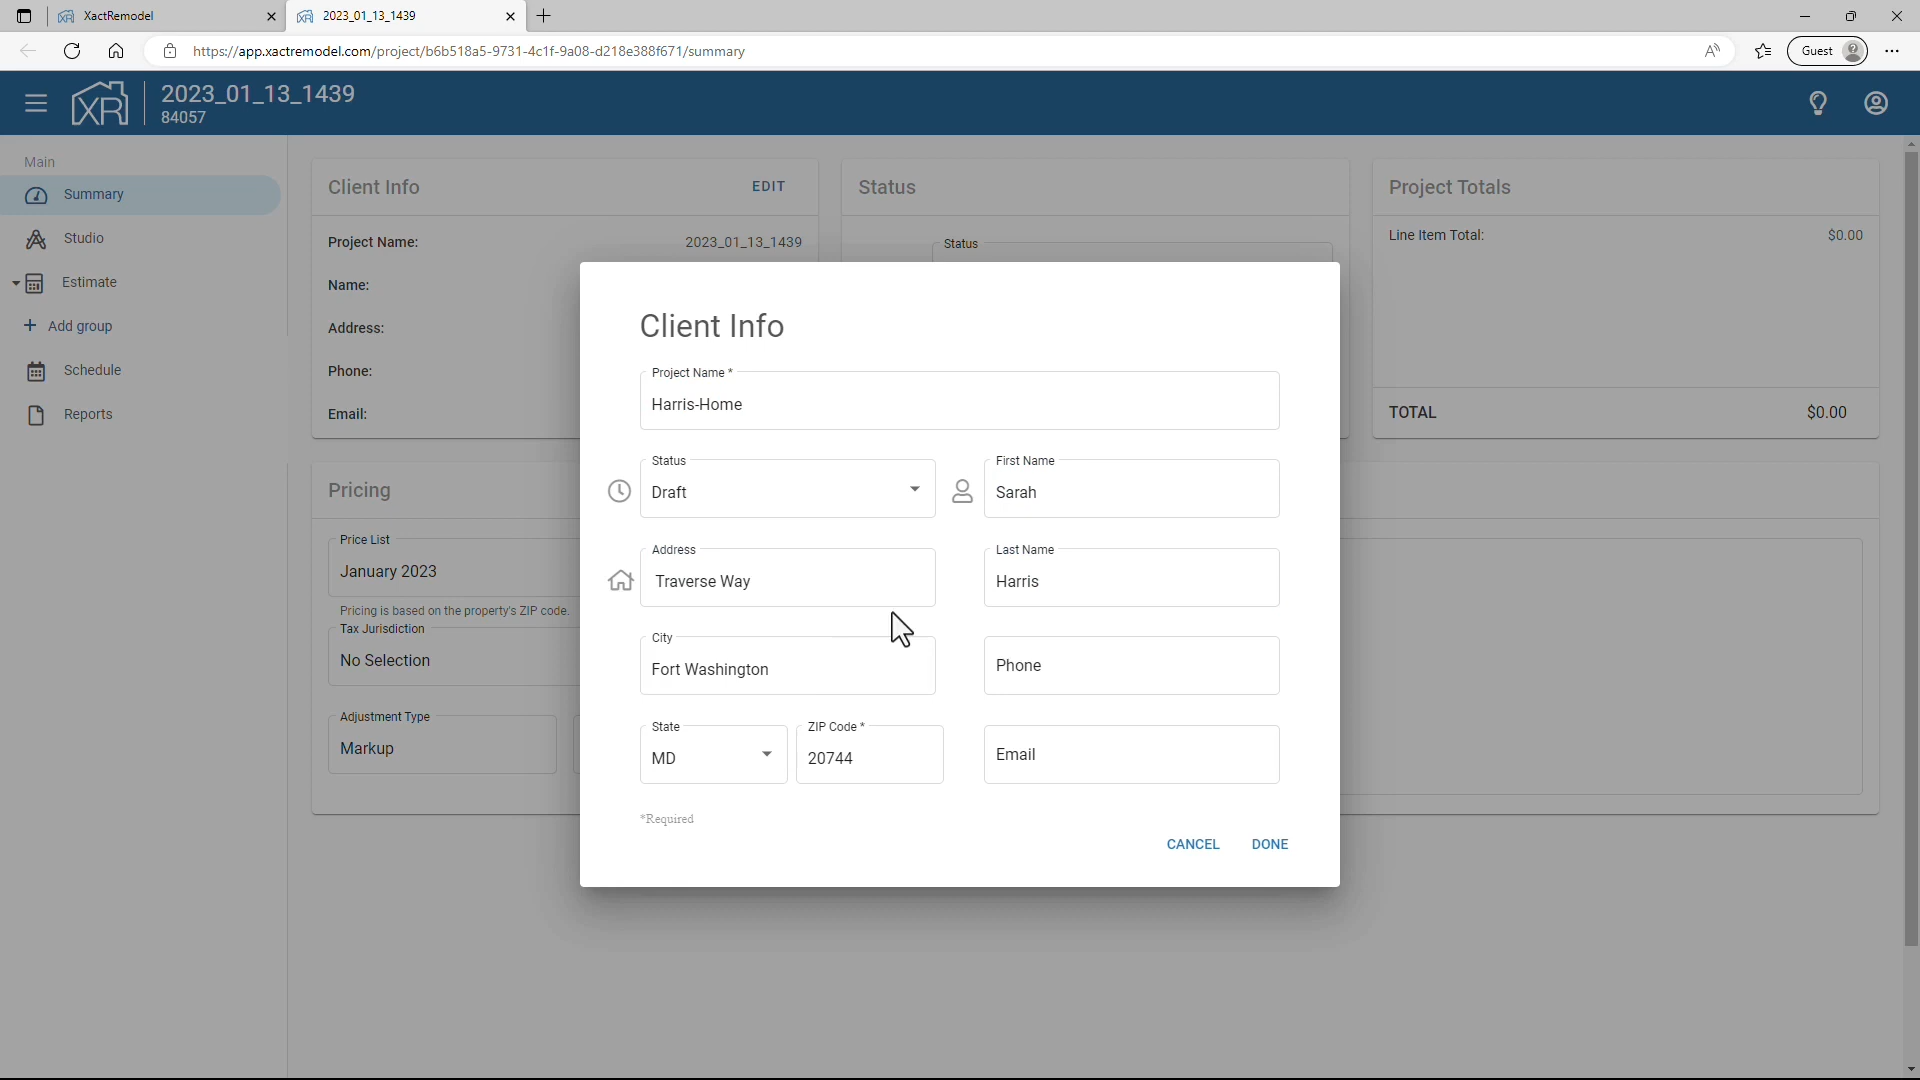 XactRemodel
2023_01_13_1439
https://app.xactremodel.com/project/b6b518a5-9731-4c1f-9a08-d218e388f671/summary
Guest
XR
2023_01_13_1439
84057
Main
Summary
Studio
Estimate
Add group
Schedule
Reports
Client Info
EDIT
Project Name:
2023_01_13_1439
Name:
Address:
Phone:
Email:
Status
Status
Project Totals
Line Item Total:
$0.00
TOTAL
$0.00
Pricing
Price List
January 2023
Pricing is based on the property's ZIP code.
Tax Jurisdiction
No Selection
Adjustment Type
Markup
Client Info
Project Name *
Harris-Home
Status
Draft
First Name
Sarah
Address
Traverse Way
Last Name
Harris
City
Fort Washington
Phone
State
MD
ZIP Code *
20744
Email
*Required
CANCEL
DONE